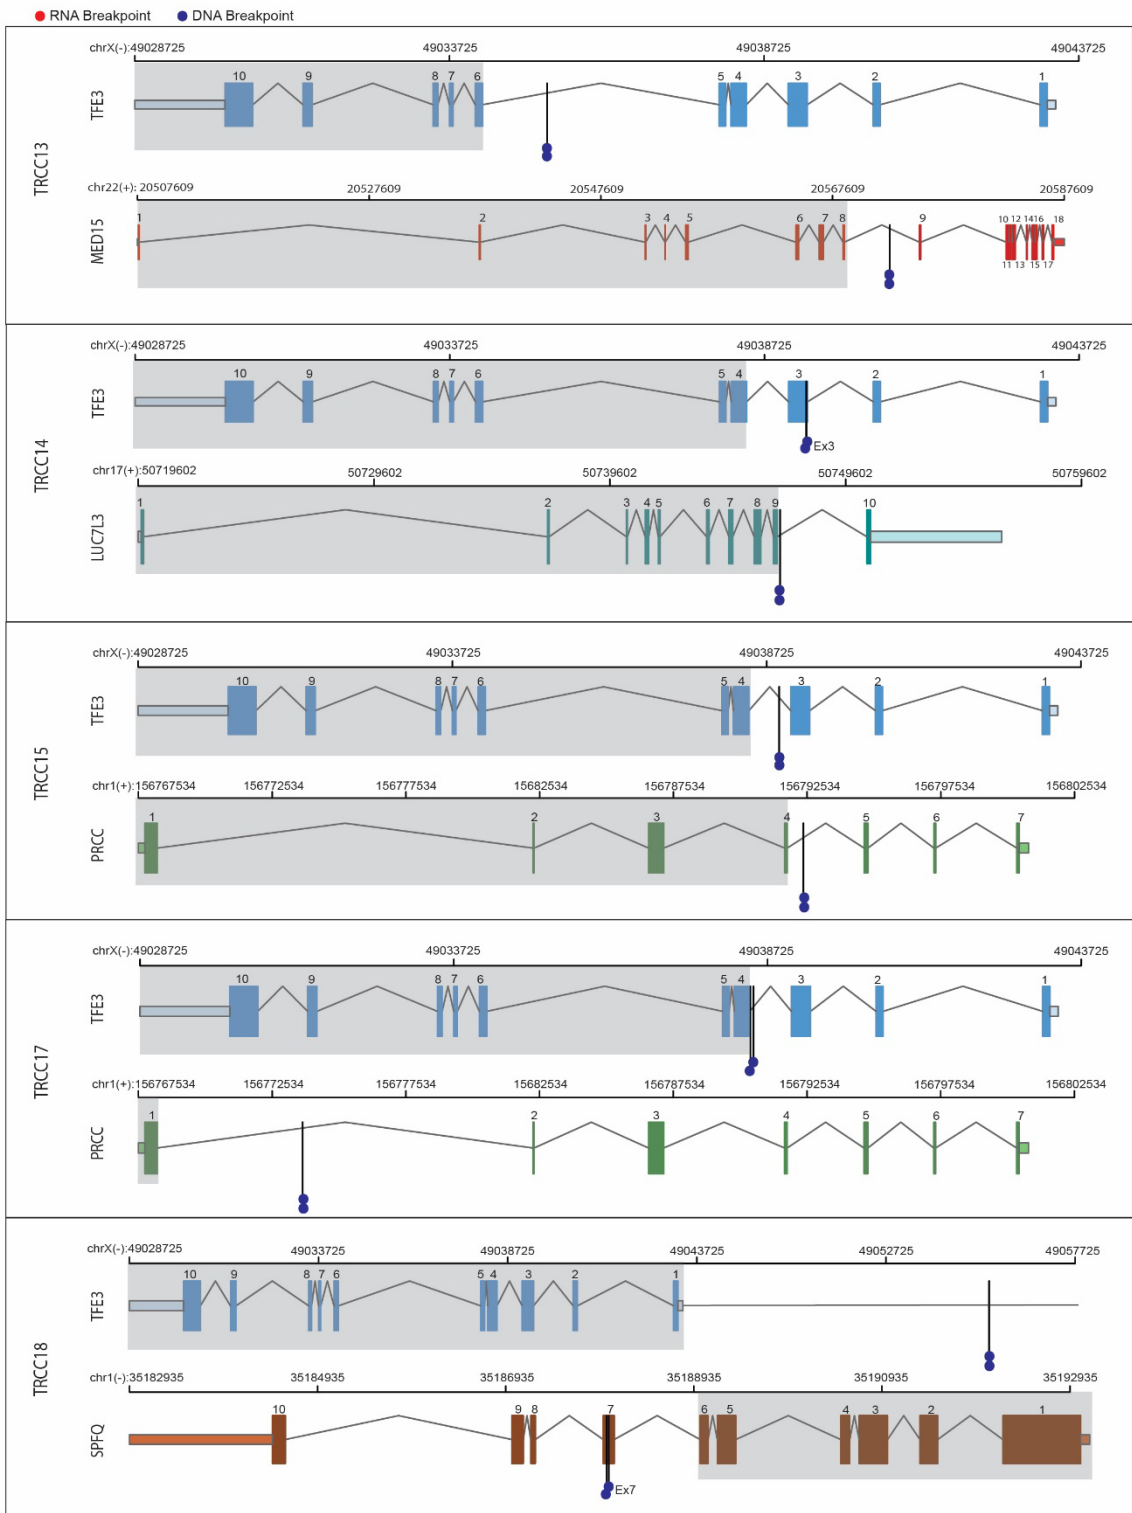 RNA Breakpoint DNA Breakpoint
TRCC13
chrX(-):49028725 49033725 49038725 49043725
TFE3
10 9 8 7 6 5 4 3 2 1
chr22(+): 20507609 20527609 20547609 20567609 20587609
MED15
1 2 3 4 5 6 7 8 9 10 12 14 16 18
11 13 15 17
TRCC14
chrX(-):49028725 49033725 49038725 49043725
TFE3
10 9 8 7 6 5 4 3 2 1
Ex3
chr17(+):50719602 50729602 50739602 50749602 50759602
LUC7L3
1 2 3 4 5 6 7 8 9 10
TRCC15
chrX(-):49028725 49033725 49038725 49043725
TFE3
10 9 8 7 6 5 4 3 2 1
chr1(+):156767534 156772534 156777534 15682534 156787534 156792534 156797534 156802534
PRCC
1 2 3 4 5 6 7
TRCC17
chrX(-):49028725 49033725 49038725 49043725
TFE3
10 9 8 7 6 5 4 3 2 1
chr1(+):156767534 156772534 156777534 15682534 156787534 156792534 156797534 156802534
PRCC
1 2 3 4 5 6 7
TRCC18
chrX(-):49028725 49033725 49038725 49043725 49052725 49057725
TFE3
10 9 8 7 6 5 4 3 2 1
chr1(-):35182935 35184935 35186935 35188935 35190935 35192935
SPFQ
10 9 8 7 6 5 4 3 2 1
Ex7